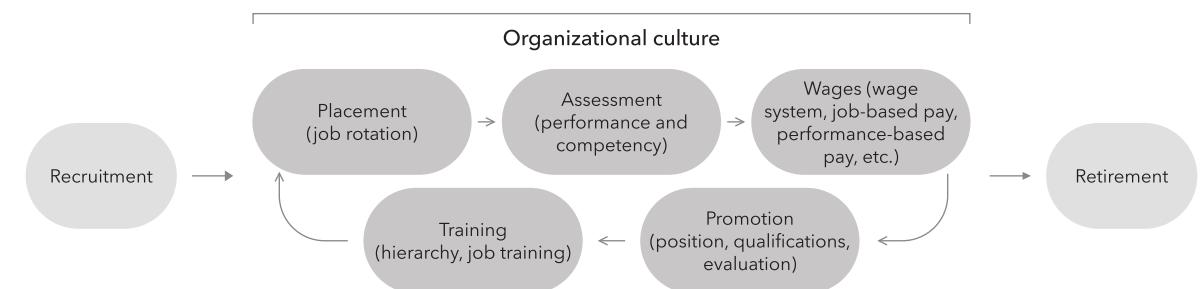 Organizational culture
Recruitment
Placement
(job rotation)
Assessment
(performance and
competency)
Wages (wage
system, job-based pay,
performance-based
pay, etc.)
Promotion
(position, qualifications,
evaluation)
Training
(hierarchy, job training)
Retirement